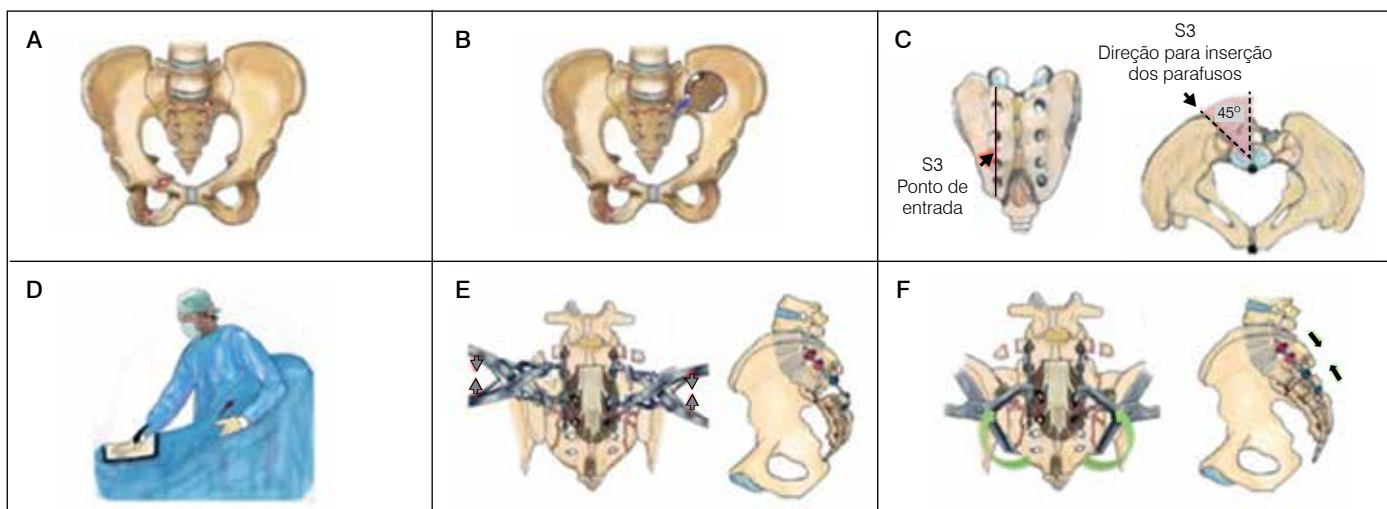 A
B
C
S3
Direção para inserção
dos parafusos
45º
S3
Ponto de
entrada
D
E
F